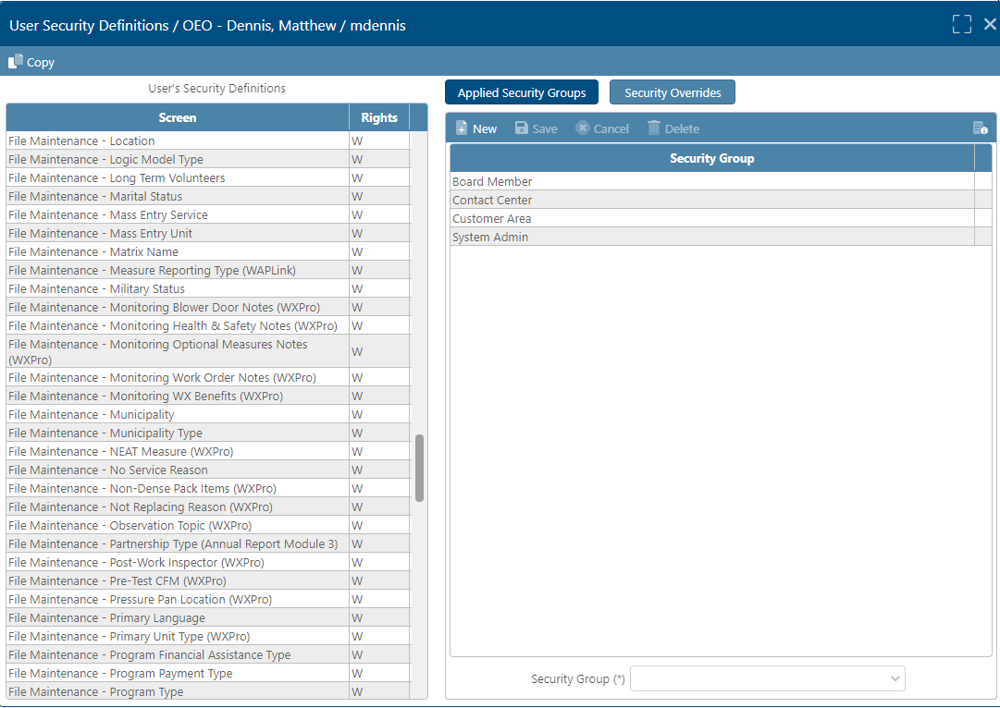 User Security Definitions / OEO - Dennis, Matthew / mdennis
Copy
User's Security Definitions
Screen Rights
File Maintenance - Location W
File Maintenance - Logic Model Type W
File Maintenance - Long Term Volunteers W
File Maintenance - Marital Status W
File Maintenance - Mass Entry Service W
File Maintenance - Mass Entry Unit W
File Maintenance - Matrix Name W
File Maintenance - Measure Reporting Type (WAPLink) W
File Maintenance - Military Status W
File Maintenance - Monitoring Blower Door Notes (WXPro) W
File Maintenance - Monitoring Health & Safety Notes (WXPro) W
File Maintenance - Monitoring Optional Measures Notes
(WXPro) W
File Maintenance - Monitoring Work Order Notes (WXPro) W
File Maintenance - Monitoring WX Benefits (WXPro) W
File Maintenance - Municipality W
File Maintenance - Municipality Type W
File Maintenance - NEAT Measure (WXPro) W
File Maintenance - No Service Reason W
File Maintenance - Non-Dense Pack Items (WXPro) W
File Maintenance - Not Replacing Reason (WXPro) W
File Maintenance - Observation Topic (WXPro) W
File Maintenance - Partnership Type (Annual Report Module 3) W
File Maintenance - Post-Work Inspector (WXPro) W
File Maintenance - Pre-Test CFM (WXPro) W
File Maintenance - Pressure Pan Location (WXPro) W
File Maintenance - Primary Language W
File Maintenance - Primary Unit Type (WXPro) W
File Maintenance - Program Financial Assistance Type W
File Maintenance - Program Payment Type W
File Maintenance - Program Type W
Applied Security Groups Security Overrides
New Save Cancel Delete
Security Group
Board Member
Contact Center
Customer Area
System Admin
Security Group (*)